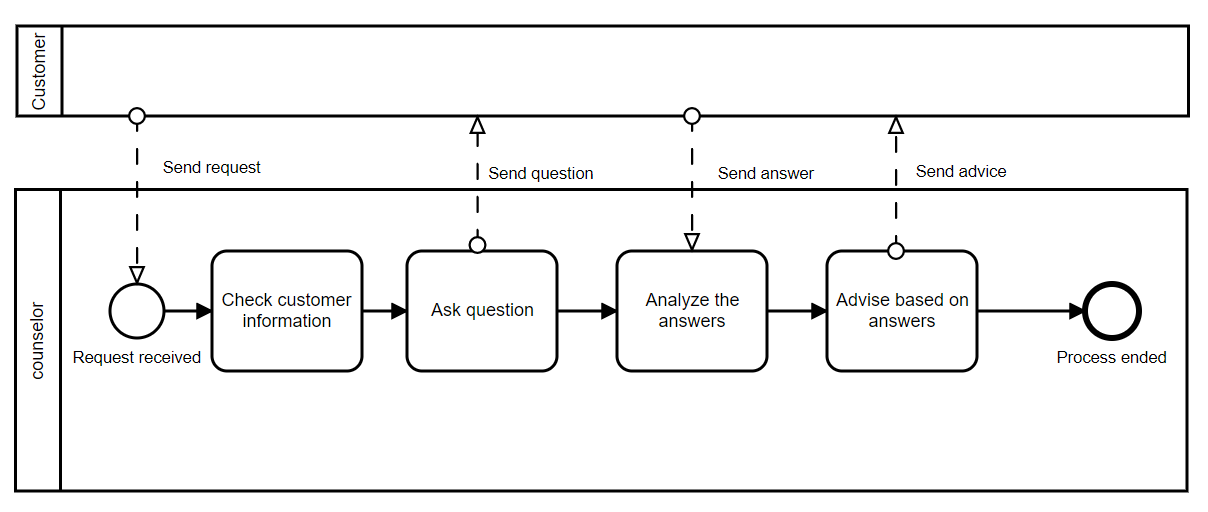 Customer
Send request
Send question
Send answer
Send advice
counselor
Check customer
information
Ask question
Analyze the
answers
Advise based on
answers
Request received
Process ended